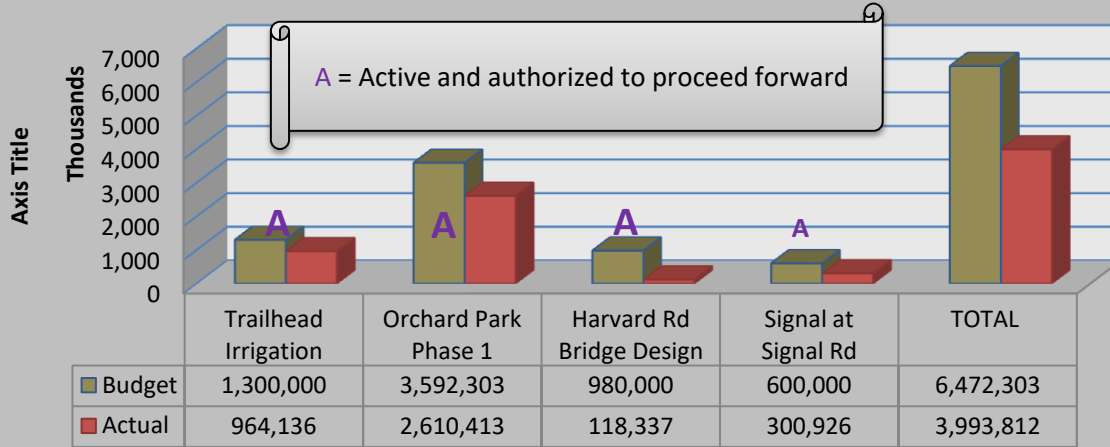 A = Active and authorized to proceed forward
Axis Title
Thousands
7,000
6,000
5,000
4,000
3,000
2,000
1,000
0
A
A
A
A
Trailhead Irrigation
Orchard Park Phase 1
Harvard Rd Bridge Design
Signal at Signal Rd
TOTAL
Budget 1,300,000 3,592,303 980,000 600,000 6,472,303
Actual 964,136 2,610,413 118,337 300,926 3,993,812